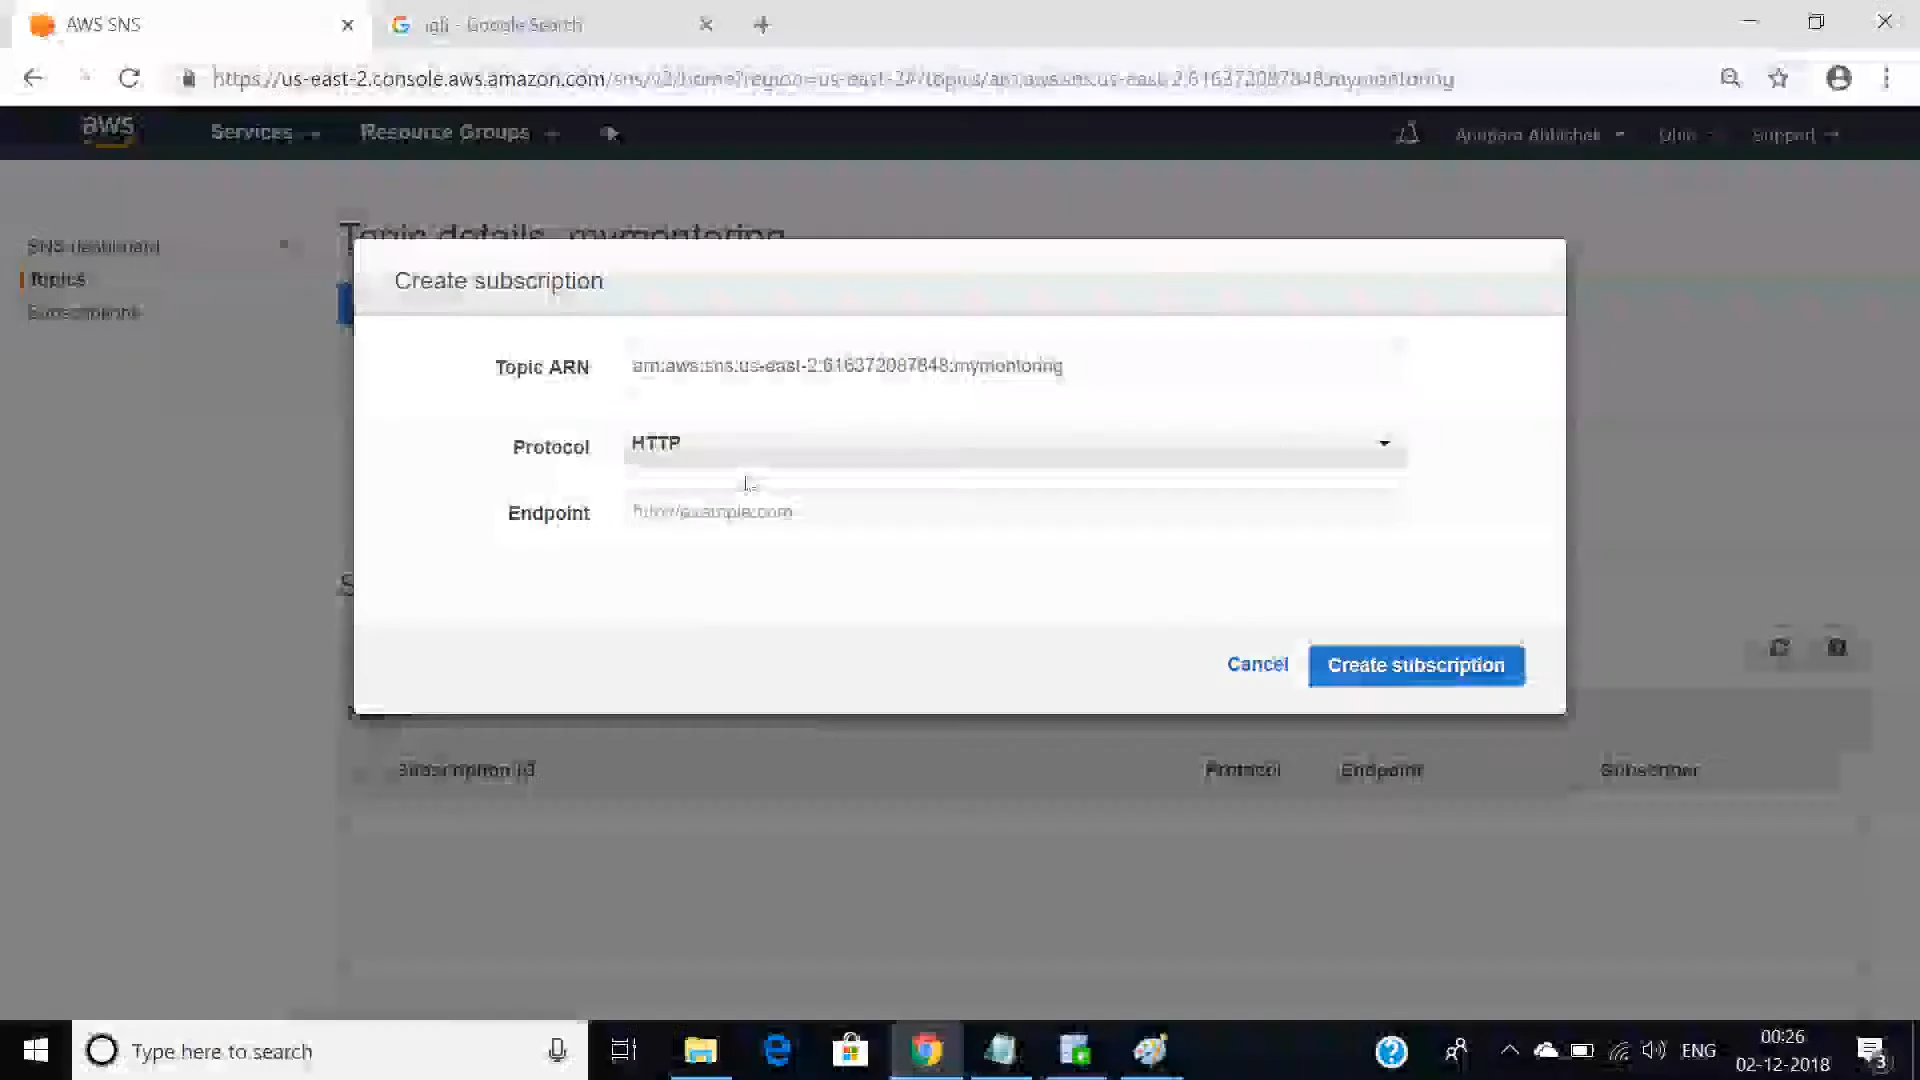 AWS SNS
- Google Search
https://us-east-2.console.aws.amazon.com/sns/v2/home?region=us-east-2#/topics/arn:aws:sns:us-east-2:616372087848:mymontoring
aws
Services
Resource Groups
Anupam Abhishek
Ohio
Support
Topic details mymontoring
SNS dashboard
Topics
Subscriptions
Create subscription
Topic ARN
arn:aws:sns:us-east-2:616372087848:mymontoring
Protocol
HTTP
Endpoint
http://example.com
Cancel
Create subscription
Subscription ID
Protocol
Endpoint
Subscriber
Type here to search
ENG
00:26
02-12-2018
3